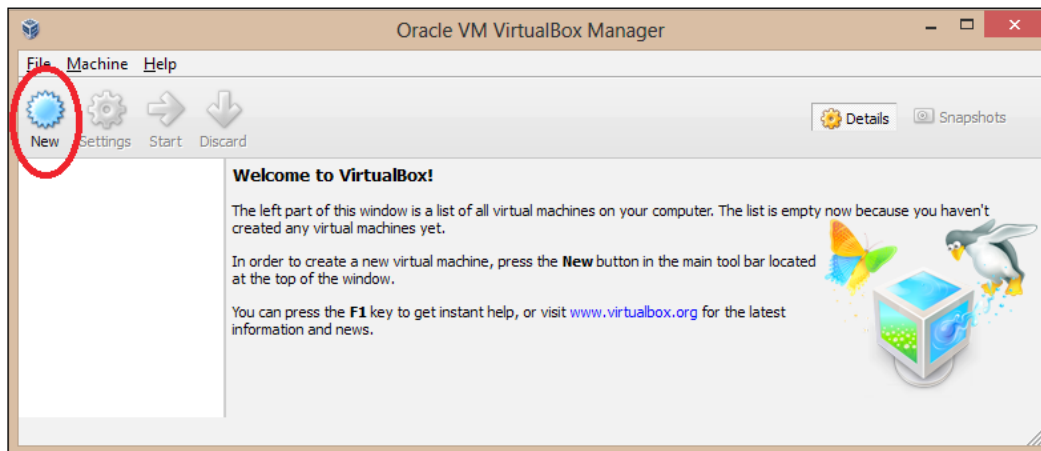 Oracle VM VirtualBox Manager
File Machine Help
New Settings Start Discard Details Snapshots
Welcome to VirtualBox!
The left part of this window is a list of all virtual machines on your computer. The list is empty now because you haven't
created any virtual machines yet.
In order to create a new virtual machine, press the New button in the main tool bar located
at the top of the window.
You can press the F1 key to get instant help, or visit www.virtualbox.org for the latest
information and news.